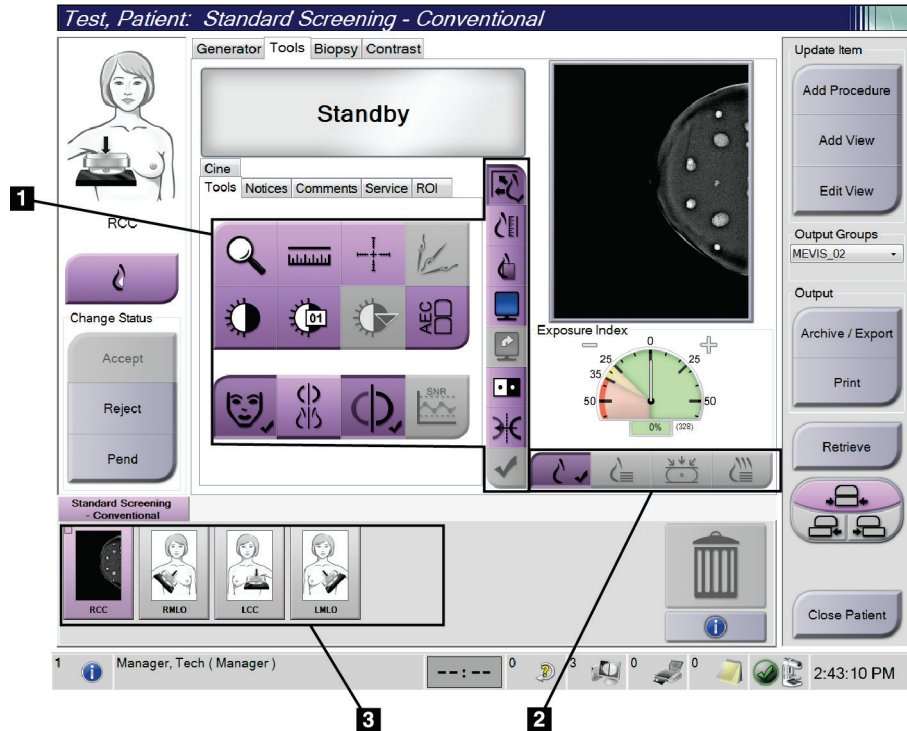 Test, Patient: Standard Screening - Conventional
Generator Tools Biopsy Contrast
Standby
Cine
Tools Notices Comments Service ROI
1
RCC
Change Status
Accept
Reject
Pend
01
AEC
SNR
Exposure Index
0
25 25
35
50 50
0% (328)
Update Item
Add Procedure
Add View
Edit View
Output Groups
MEVIS_02
Output
Archive / Export
Print
Retrieve
Close Patient
Standard Screening
- Conventional
RCC RMLO LCC LMLO
1 Manager, Tech ( Manager ) --:-- 0 3 0 0 2:43:10 PM
3 2